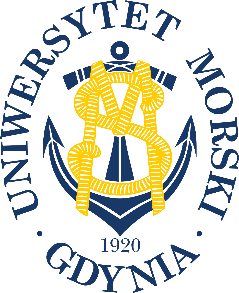 UNIWERSYTET MORSKI
1920
· GDYNIA ·